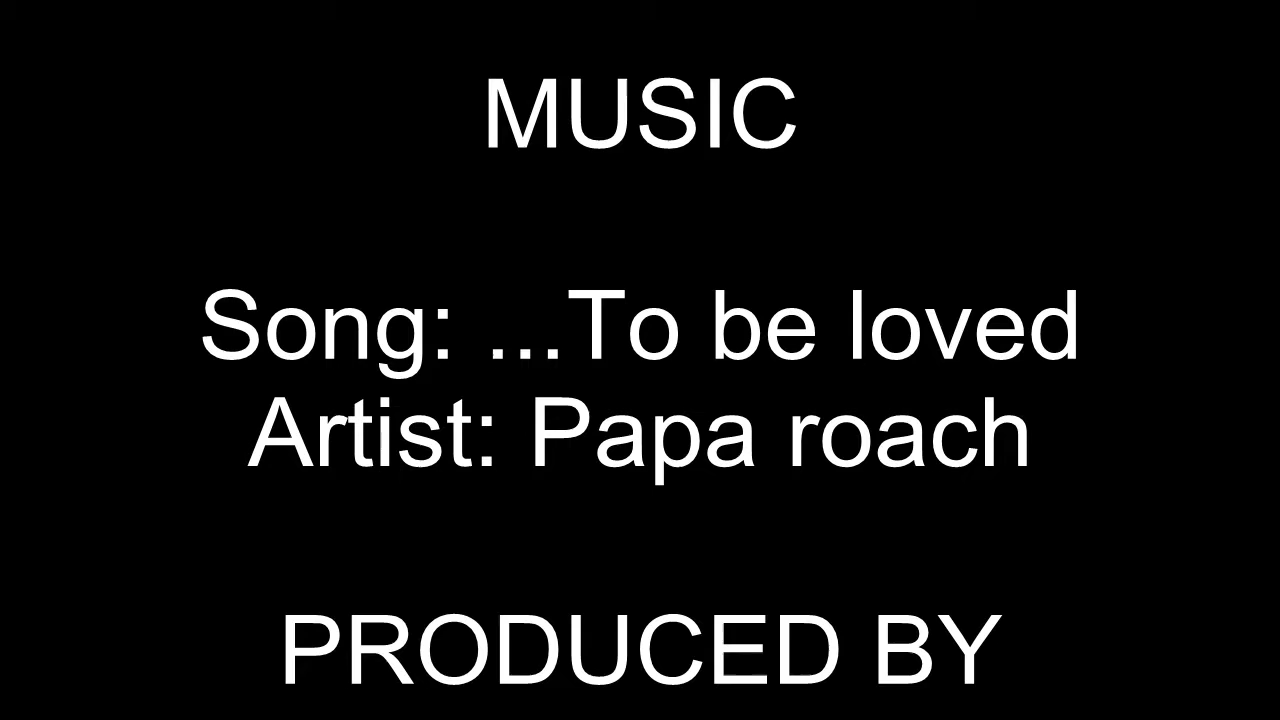 MUSIC
Song: ...To be loved
Artist: Papa roach
PRODUCED BY